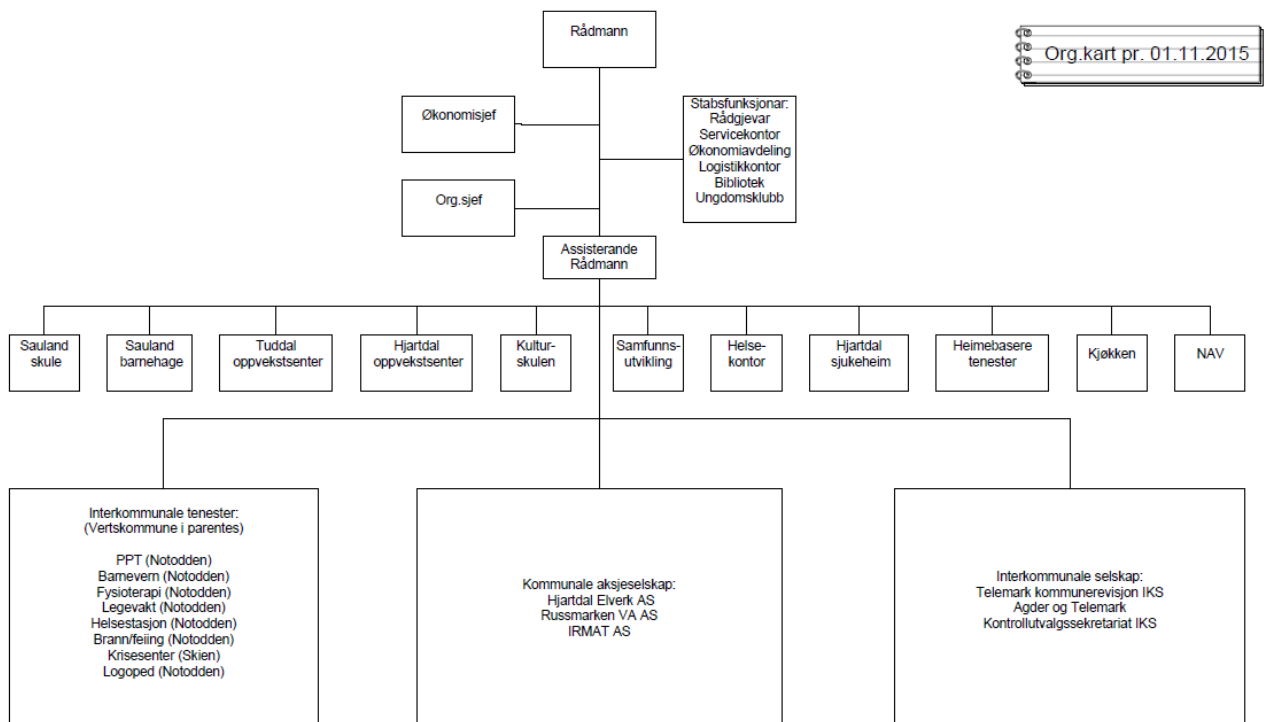 Rådmann
Org.kart pr. 01.11.2015
Økonomisjef
Stabsfunksjonar:
Rådgjevar
Servicekontor
Økonomiavdeling
Logistikkontor
Bibliotek
Ungdomsklubb
Org.sjef
Assisterande
Rådmann
Sauland
skule
Sauland
barnehage
Tuddal
oppvekstsenter
Hjartdal
oppvekstsenter
Kultur-
skulen
Samfunns-
utvikling
Helse-
kontor
Hjartdal
sjukeheim
Heimebasere
tenester
Kjøkken
NAV
Interkommunale tenester:
(Vertskommune i parentes)
PPT (Notodden)
Barnevern (Notodden)
Fysioterapi (Notodden)
Legevakt (Notodden)
Helsestasjon (Notodden)
Brann/feiing (Notodden)
Krisesenter (Skien)
Logoped (Notodden)
Kommunale aksjeselskap:
Hjartdal Elverk AS
Russmarken VA AS
IRMAT AS
Interkommunale selskap:
Telemark kommunerevisjon IKS
Agder og Telemark
Kontrollutvalgssekretariat IKS